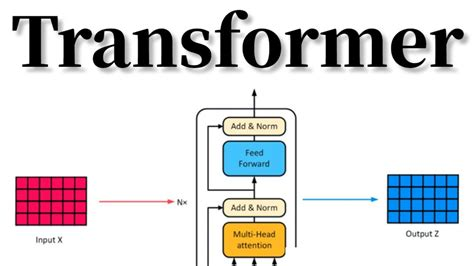 Transformer
Add & Norm
Feed
Forward
N×
Add & Norm
Multi-Head
attention
Input X
Output Z